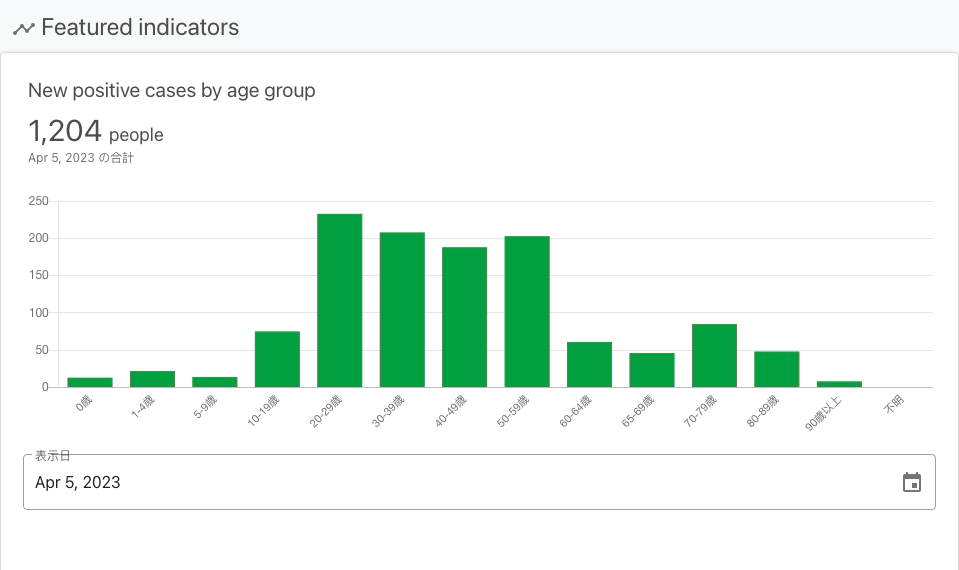 Featured indicators
New positive cases by age group
1,204 people
Apr 5, 2023 の合計
250
200
150
100
50
0
0歳
1-4歳
5-9歳
10-19歳
20-29歳
30-39歳
40-49歳
50-59歳
60-64歳
65-69歳
70-79歳
80-89歳
90歳以上
不明
表示日
Apr 5, 2023